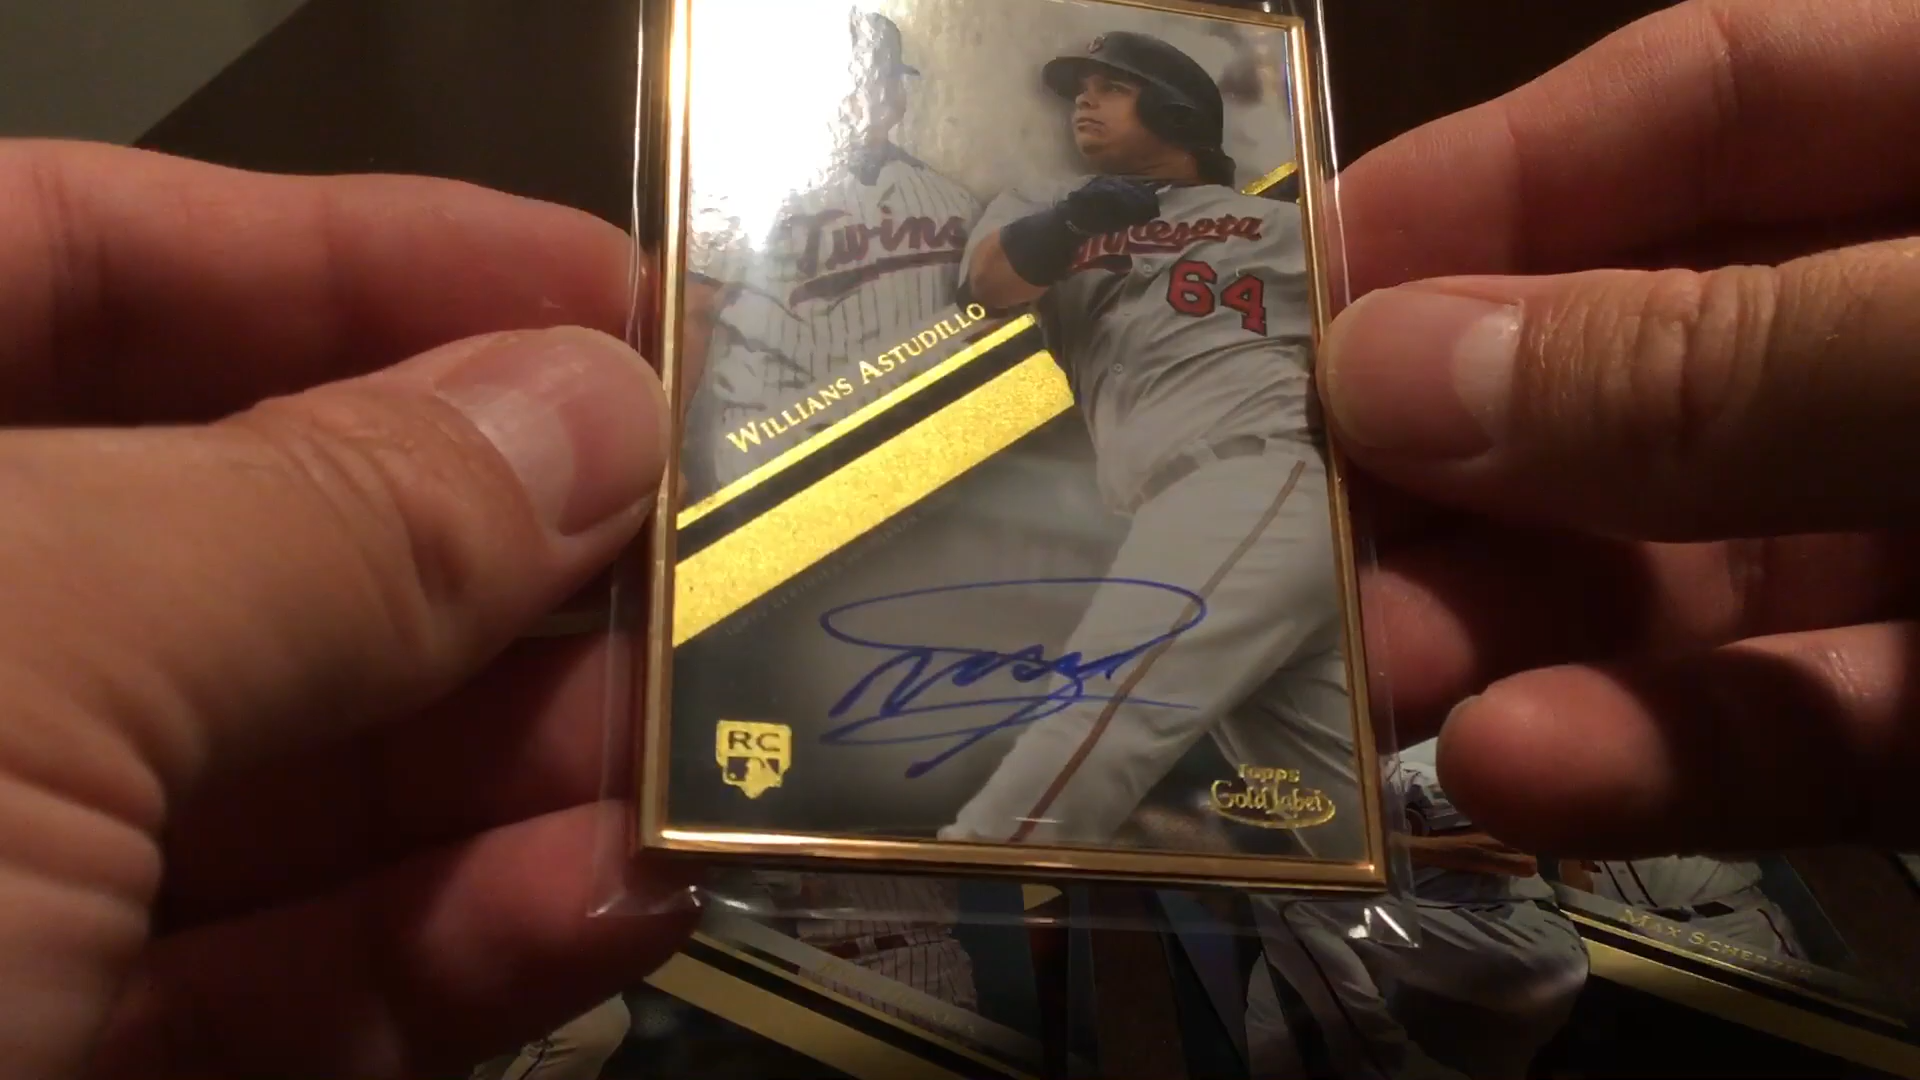 Twins
Minnesota
64
WILLIANS ASTUDILLO
RC
Topps
Gold Label
MAX SCHERZER